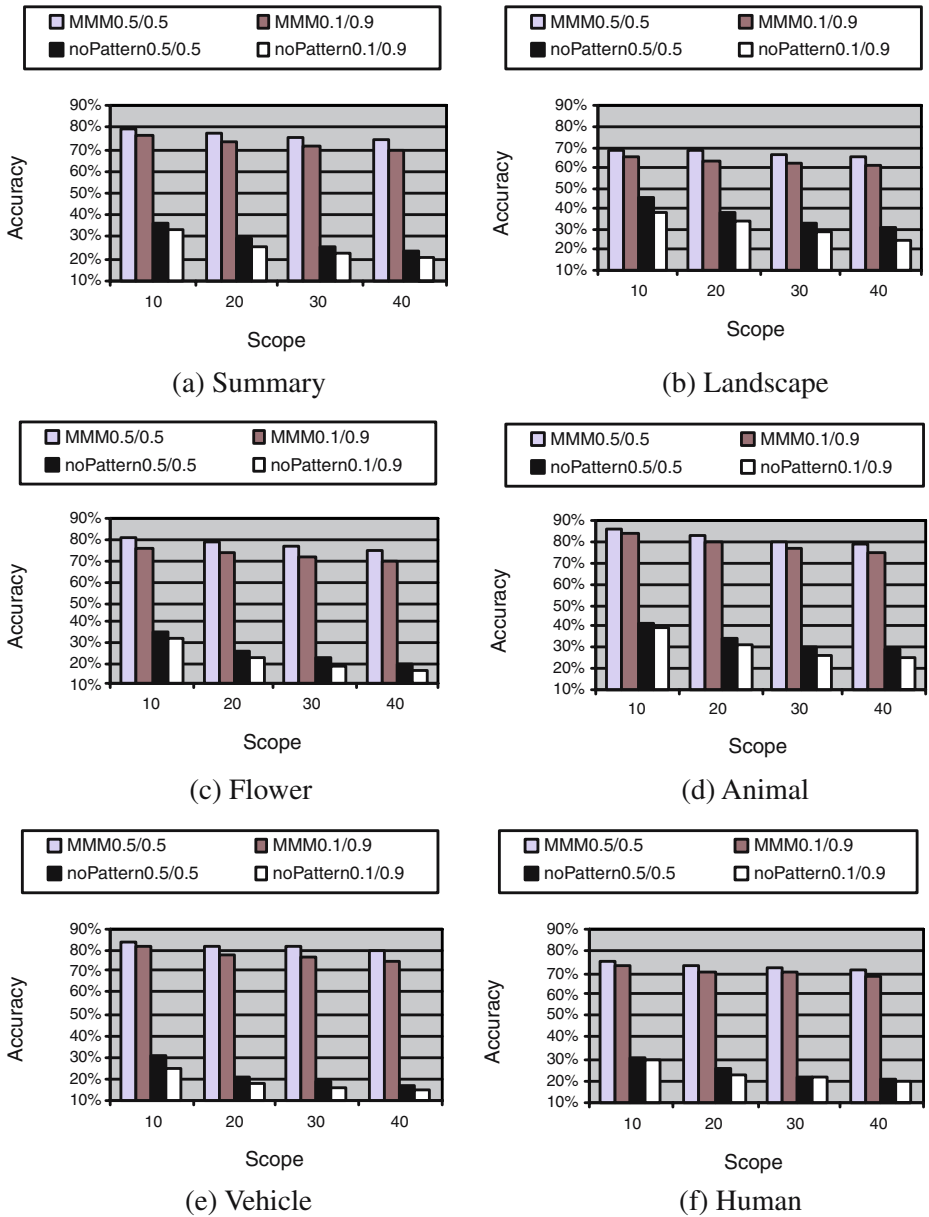 MMM0.5/0.5 MMM0.1/0.9
noPattern0.5/0.5 noPattern0.1/0.9
90%
80%
70%
60%
50%
40%
30%
20%
10%
Accuracy
10 20 30 40
Scope
(a) Summary
MMM0.5/0.5 MMM0.1/0.9
noPattern0.5/0.5 noPattern0.1/0.9
90%
80%
70%
60%
50%
40%
30%
20%
10%
Accuracy
10 20 30 40
Scope
(b) Landscape
MMM0.5/0.5 MMM0.1/0.9
noPattern0.5/0.5 noPattern0.1/0.9
90%
80%
70%
60%
50%
40%
30%
20%
10%
Accuracy
10 20 30 40
Scope
(c) Flower
MMM0.5/0.5 MMM0.1/0.9
noPattern0.5/0.5 noPattern0.1/0.9
90%
80%
70%
60%
50%
40%
30%
20%
10%
Accuracy
10 20 30 40
Scope
(d) Animal
MMM0.5/0.5 MMM0.1/0.9
noPattern0.5/0.5 noPattern0.1/0.9
90%
80%
70%
60%
50%
40%
30%
20%
10%
Accuracy
10 20 30 40
Scope
(e) Vehicle
MMM0.5/0.5 MMM0.1/0.9
noPattern0.5/0.5 noPattern0.1/0.9
90%
80%
70%
60%
50%
40%
30%
20%
10%
Accuracy
10 20 30 40
Scope
(f) Human